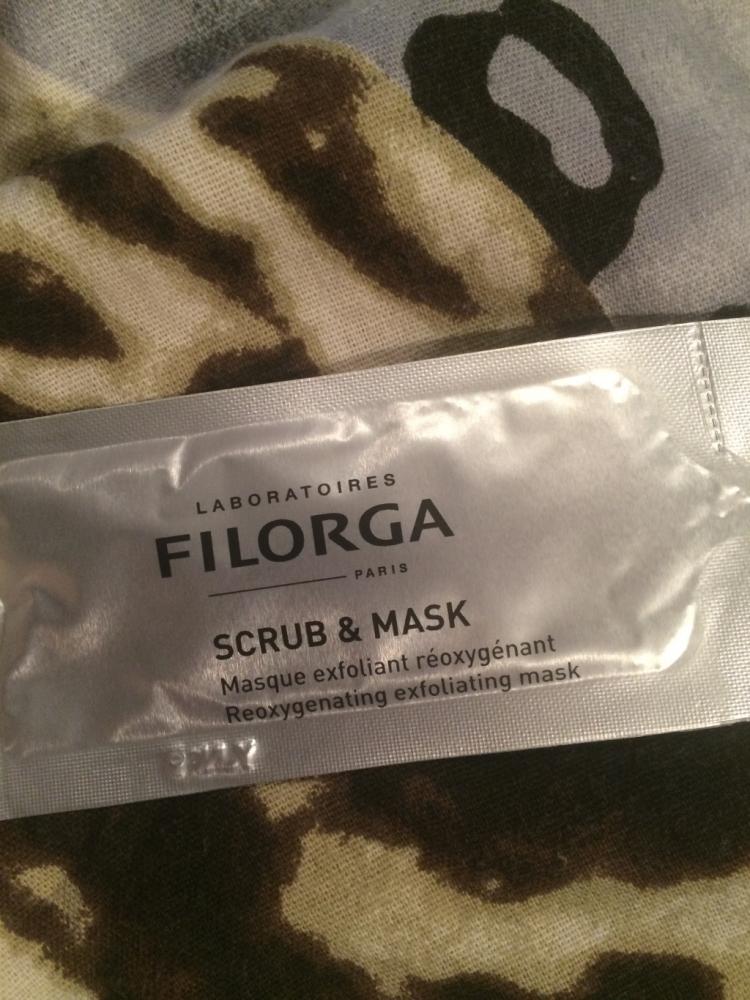 LABORATOIRES
FILORGA
PARIS
SCRUB & MASK
Masque exfoliant réoxygénant
Reoxygenating exfoliating mask